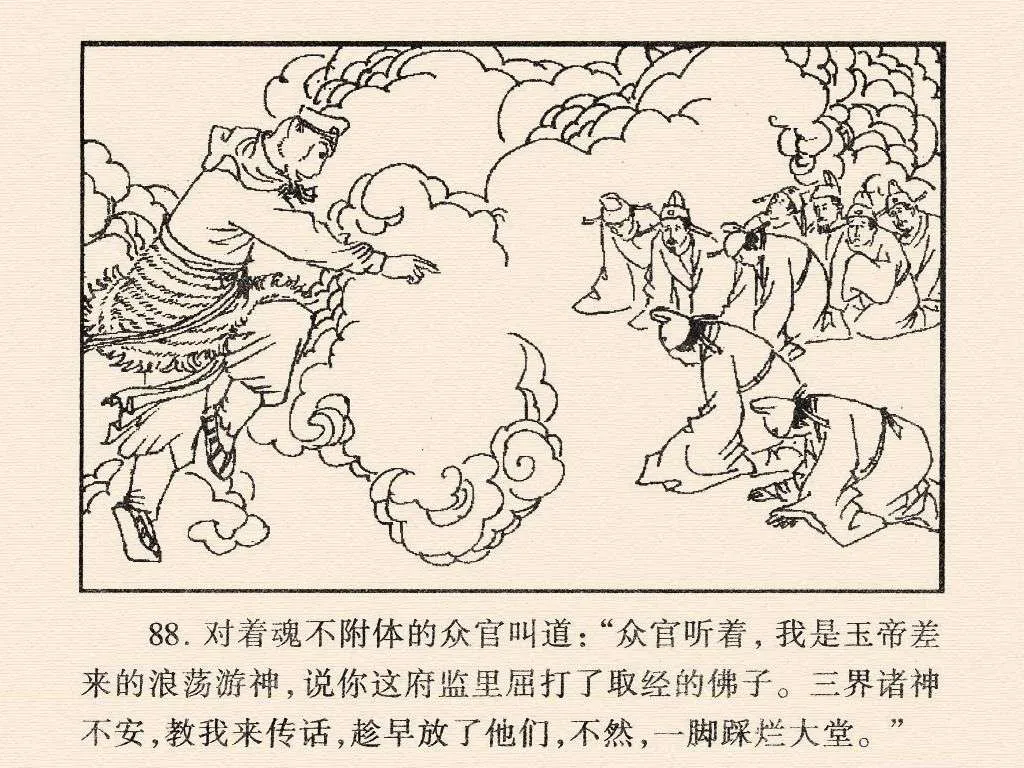 88. 对着魂不附体的众官叫道：“众官听着，我是玉帝差
来的浪荡游神，说你这府监里屈打了取经的佛子。三界诸神
不安，教我来传话，趁早放了他们，不然，一脚踩烂大堂。”